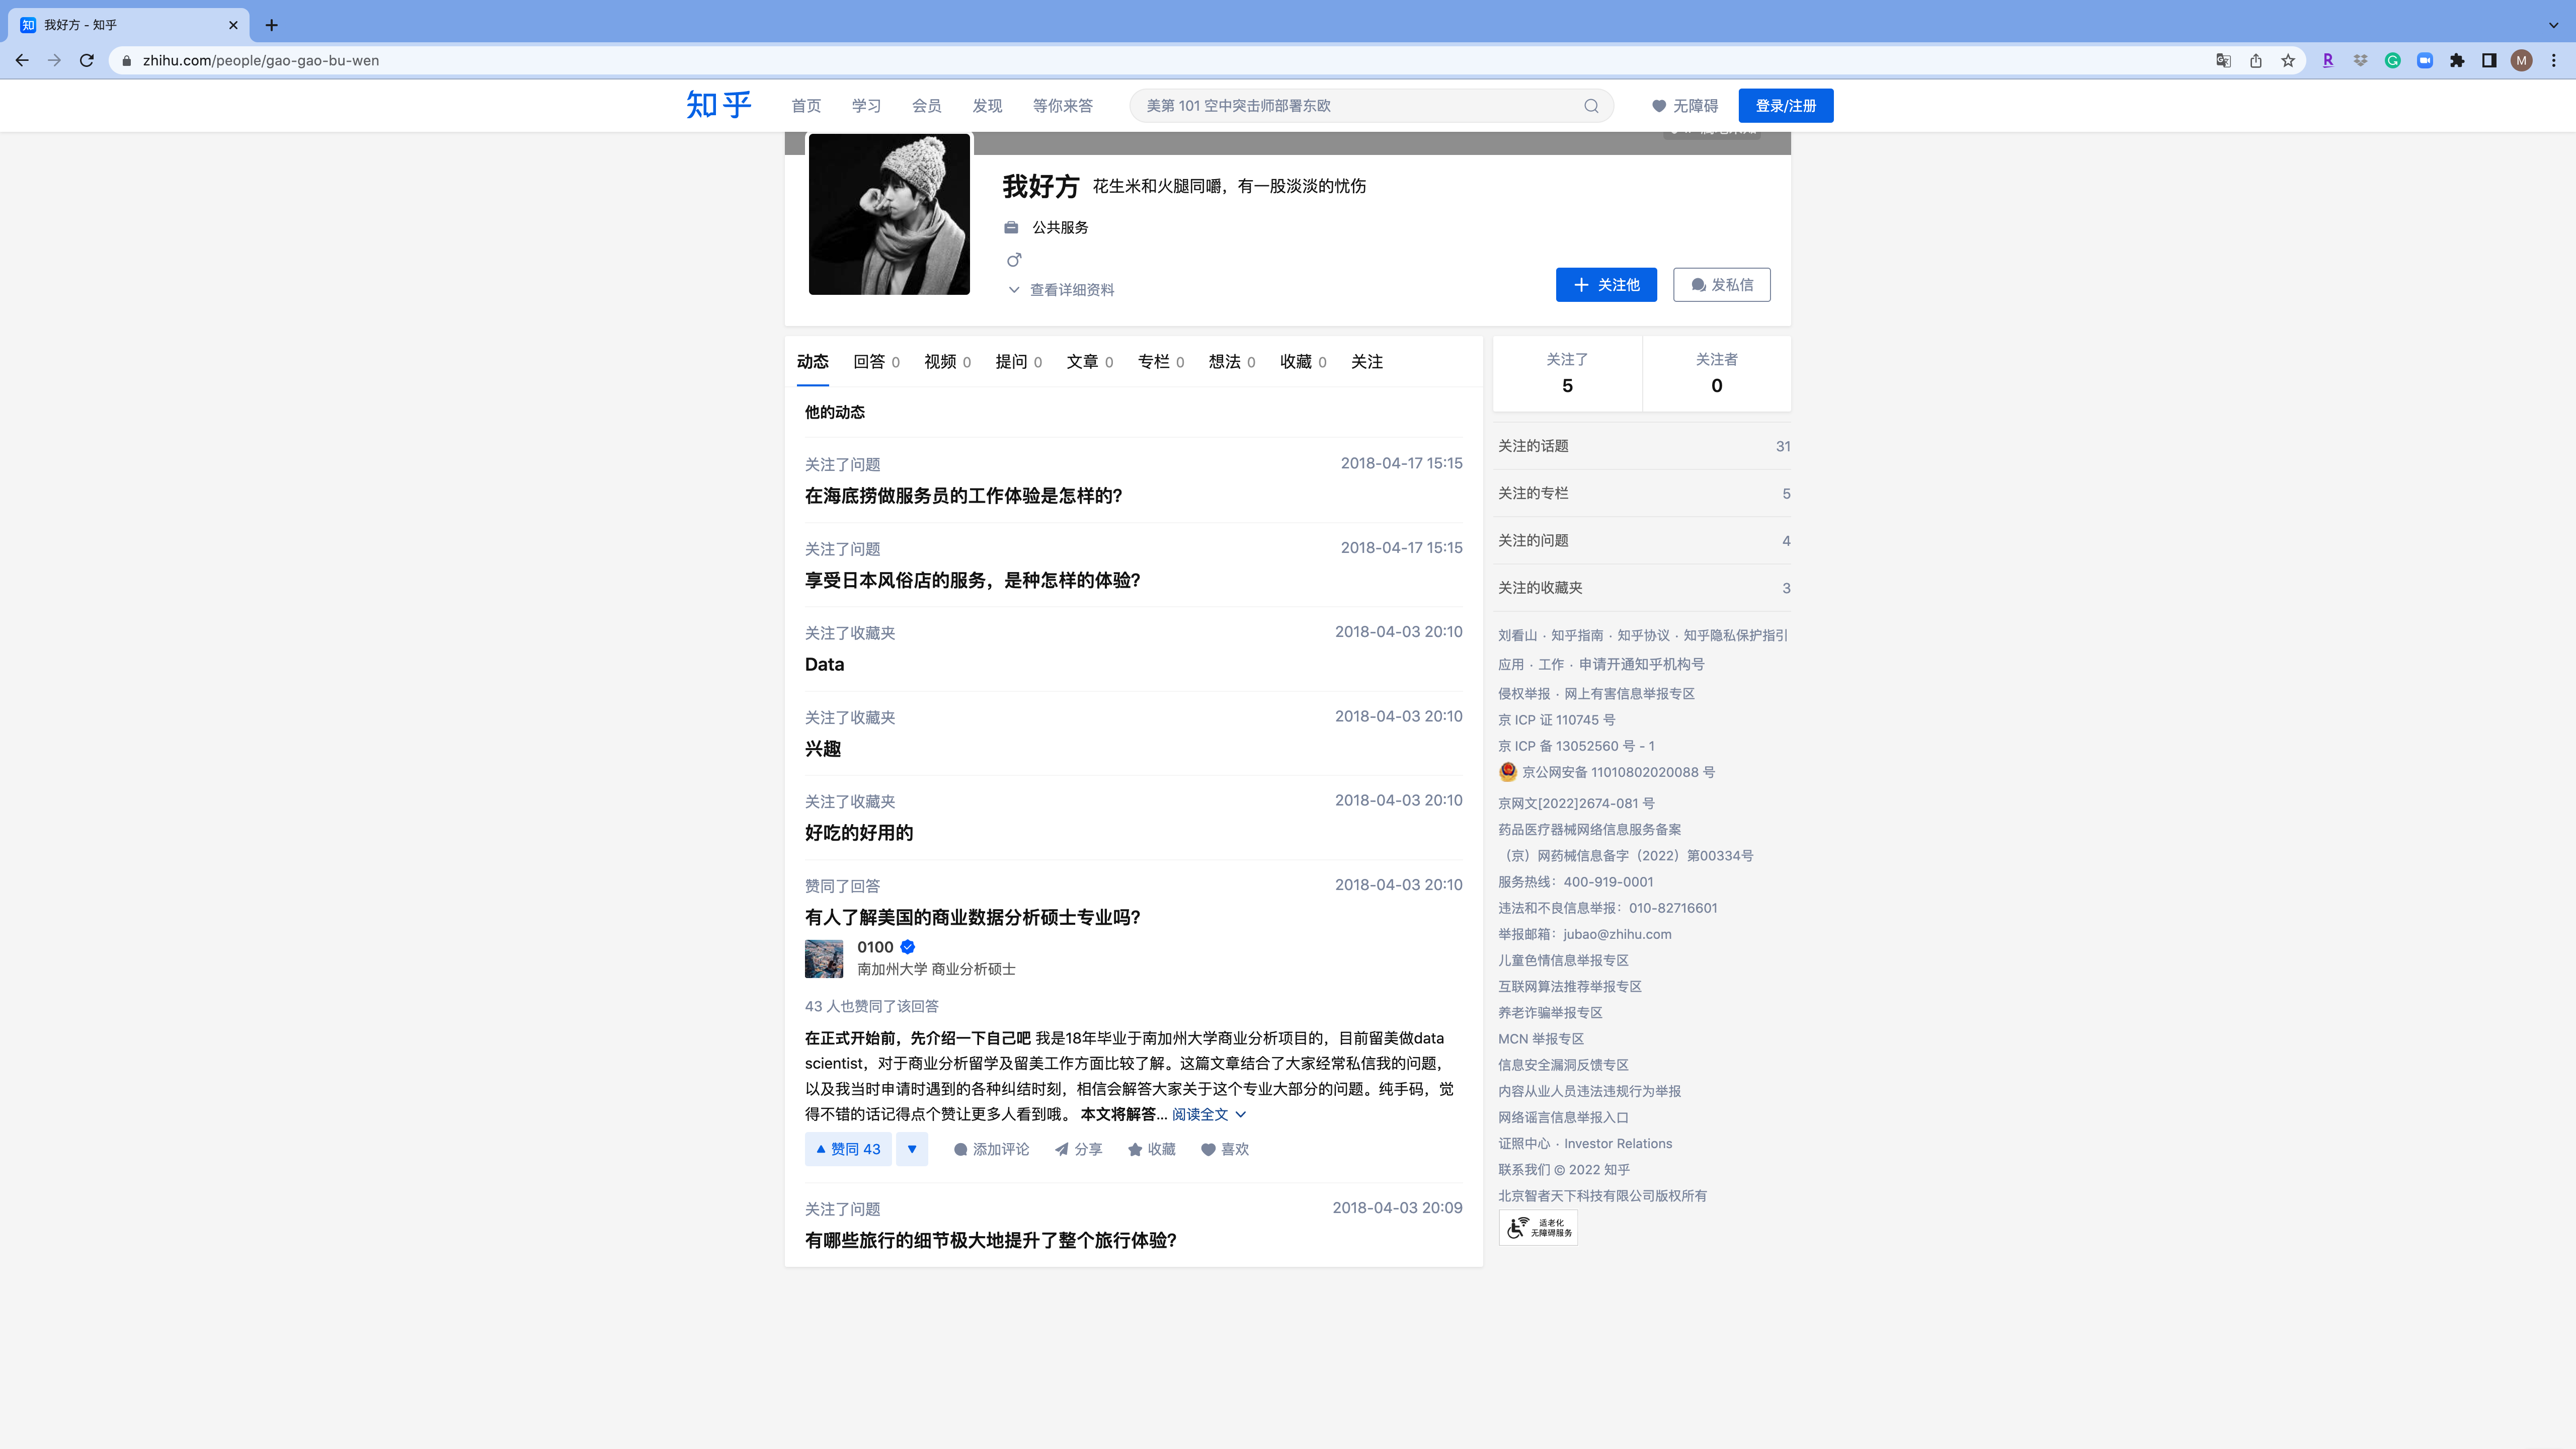 我好方 - 知乎
zhihu.com/people/gao-gao-bu-wen
M
知乎
首页 学习 会员 发现 等你来答
美第 101 空中突击师部署东欧
无障碍
登录/注册
我好方 花生米和火腿同嚼，有一股淡淡的忧伤
公共服务
查看详细资料
关注他
发私信
动态 回答 0 视频 0 提问 0 文章 0 专栏 0 想法 0 收藏 0 关注
他的动态
关注了问题 2018-04-17 15:15
在海底捞做服务员的工作体验是怎样的？
关注了问题 2018-04-17 15:15
享受日本风俗店的服务，是种怎样的体验？
关注了收藏夹 2018-04-03 20:10
Data
关注了收藏夹 2018-04-03 20:10
兴趣
关注了收藏夹 2018-04-03 20:10
好吃的好用的
赞同了回答 2018-04-03 20:10
有人了解美国的商业数据分析硕士专业吗？
0100
南加州大学 商业分析硕士
43 人也赞同了该回答
在正式开始前，先介绍一下自己吧 我是18年毕业于南加州大学商业分析项目的，目前留美做data
scientist，对于商业分析留学及留美工作方面比较了解。这篇文章结合了大家经常私信我的问题，
以及我当时申请时遇到的各种纠结时刻，相信会解答大家关于这个专业大部分的问题。纯手码，觉
得不错的话记得点个赞让更多人看到哦。 本文将解答... 阅读全文
赞同 43 添加评论 分享 收藏 喜欢
关注了问题 2018-04-03 20:09
有哪些旅行的细节极大地提升了整个旅行体验？
关注了 关注者
5 0
关注的话题 31
关注的专栏 5
关注的问题 4
关注的收藏夹 3
刘看山 · 知乎指南 · 知乎协议 · 知乎隐私保护指引
应用 · 工作 · 申请开通知乎机构号
侵权举报 · 网上有害信息举报专区
京 ICP 证 110745 号
京 ICP 备 13052560 号 - 1
京公网安备 11010802020088 号
京网文[2022]2674-081 号
药品医疗器械网络信息服务备案
（京）网药械信息备字（2022）第00334号
服务热线：400-919-0001
违法和不良信息举报：010-82716601
举报邮箱：jubao@zhihu.com
儿童色情信息举报专区
互联网算法推荐举报专区
养老诈骗举报专区
MCN 举报专区
信息安全漏洞反馈专区
内容从业人员违法违规行为举报
网络谣言信息举报入口
证照中心 · Investor Relations
联系我们 © 2022 知乎
北京智者天下科技有限公司版权所有
适老化
无障碍服务